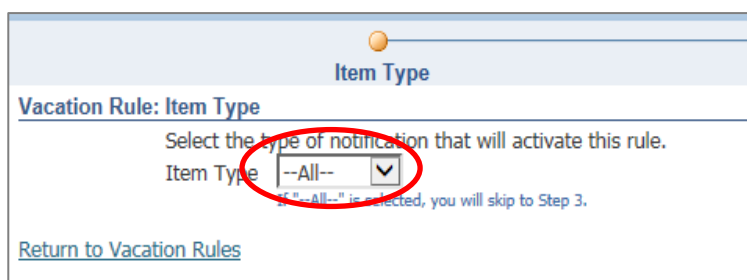 Item Type
Vacation Rule: Item Type
Select the type of notification that will activate this rule.
Item Type --All--
If "--All--" is selected, you will skip to Step 3.
Return to Vacation Rules